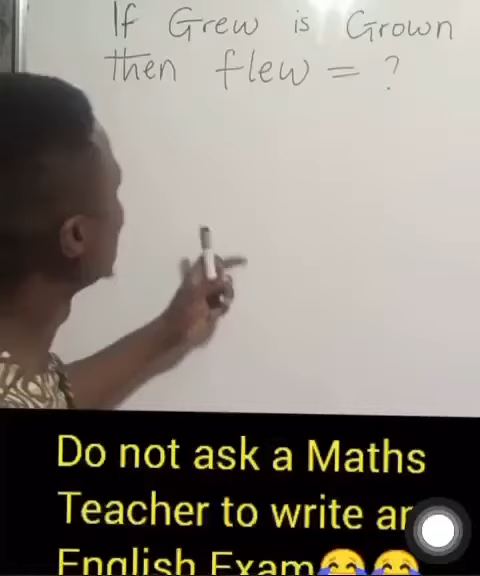 If Grew is Grown
then flew = ?
Do not ask a Maths
Teacher to write an
English Exam😂😂